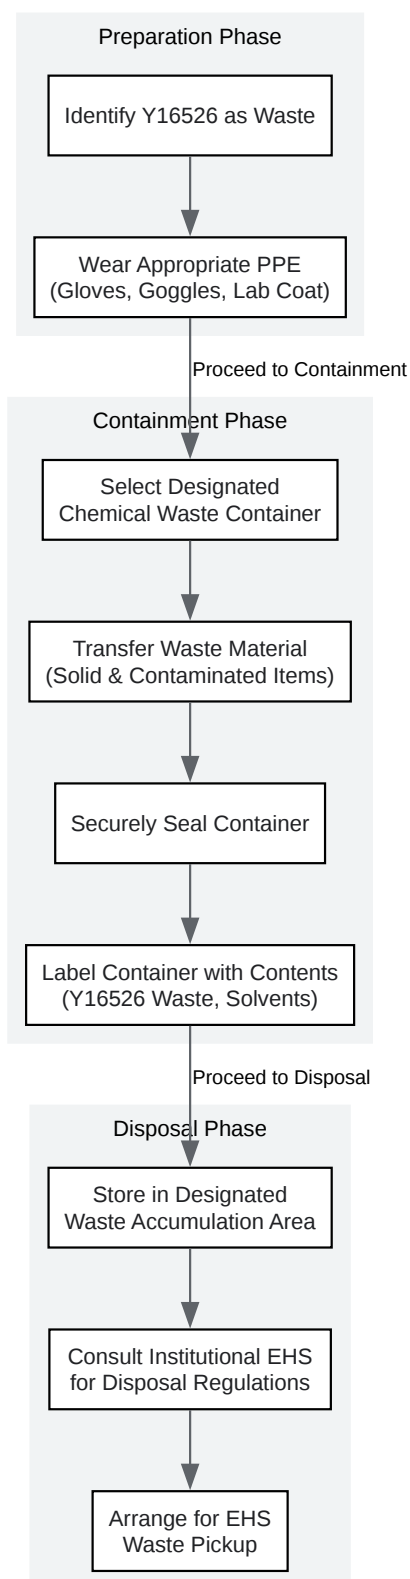 Preparation Phase
Identify Y16526 as Waste
Wear Appropriate PPE
(Gloves, Goggles, Lab Coat)
Proceed to Containment
Containment Phase
Select Designated
Chemical Waste Container
Transfer Waste Material
(Solid & Contaminated Items)
Securely Seal Container
Label Container with Contents
(Y16526 Waste, Solvents)
Proceed to Disposal
Disposal Phase
Store in Designated
Waste Accumulation Area
Consult Institutional EHS
for Disposal Regulations
Arrange for EHS
Waste Pickup